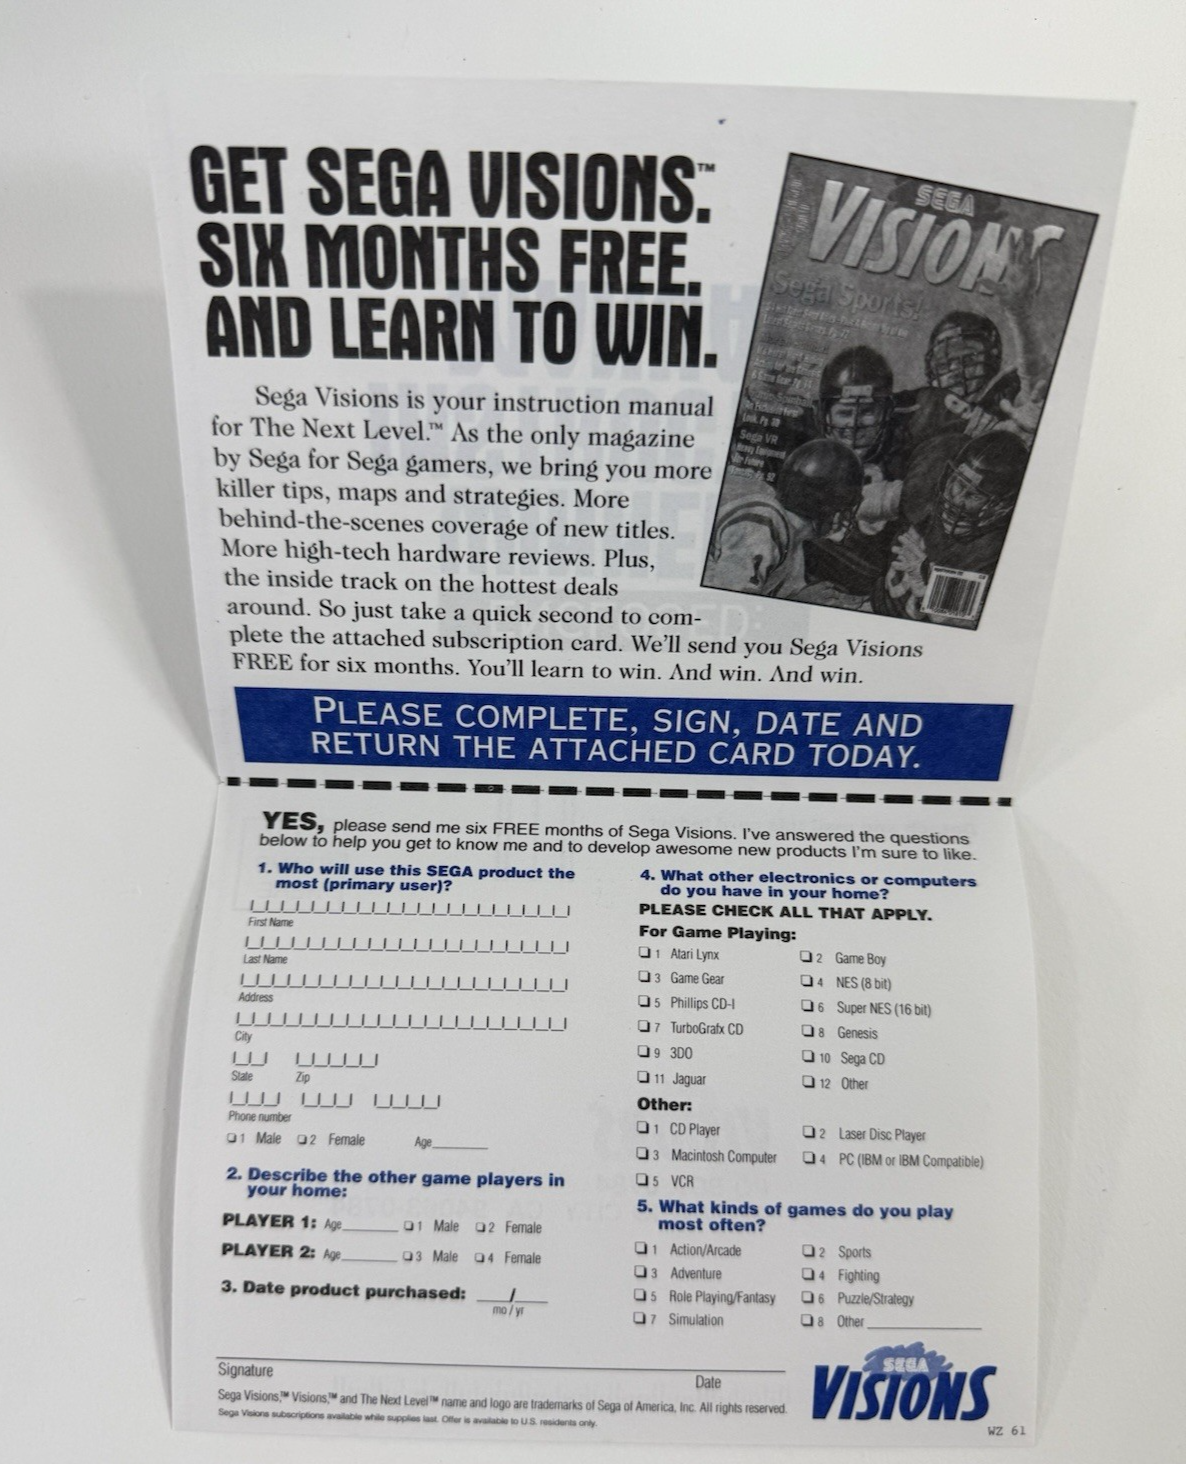 GET SEGA VISIONS.™
SIX MONTHS FREE.
AND LEARN TO WIN.
SEGA
VISIONS
Sega Sports!
Sega VR
Sega Visions is your instruction manual
for The Next Level.™ As the only magazine
by Sega for Sega gamers, we bring you more
killer tips, maps and strategies. More
behind-the-scenes coverage of new titles.
More high-tech hardware reviews. Plus,
the inside track on the hottest deals
around. So just take a quick second to com-
plete the attached subscription card. We'll send you Sega Visions
FREE for six months. You'll learn to win. And win. And win.
PLEASE COMPLETE, SIGN, DATE AND
RETURN THE ATTACHED CARD TODAY.
YES, please send me six FREE months of Sega Visions. I've answered the questions
below to help you get to know me and to develop awesome new products I'm sure to like.
1. Who will use this SEGA product the
most (primary user)?
First Name
Last Name
Address
City
State Zip
Phone number
1 Male 2 Female Age
2. Describe the other game players in
your home:
PLAYER 1: Age 1 Male 2 Female
PLAYER 2: Age 3 Male 4 Female
3. Date product purchased: /
mo / yr
4. What other electronics or computers
do you have in your home?
PLEASE CHECK ALL THAT APPLY.
For Game Playing:
1 Atari Lynx 2 Game Boy
3 Game Gear 4 NES (8 bit)
5 Phillips CD-I 6 Super NES (16 bit)
7 TurboGrafx CD 8 Genesis
9 3DO 10 Sega CD
11 Jaguar 12 Other
Other:
1 CD Player 2 Laser Disc Player
3 Macintosh Computer 4 PC (IBM or IBM Compatible)
5 VCR
5. What kinds of games do you play
most often?
1 Action/Arcade 2 Sports
3 Adventure 4 Fighting
5 Role Playing/Fantasy 6 Puzzle/Strategy
7 Simulation 8 Other
Signature Date
Sega Visions,™ Visions,™ and The Next Level™ name and logo are trademarks of Sega of America, Inc. All rights reserved.
Sega Visions subscriptions available while supplies last. Offer is available to U.S. residents only.
SEGA
VISIONS
WZ 61